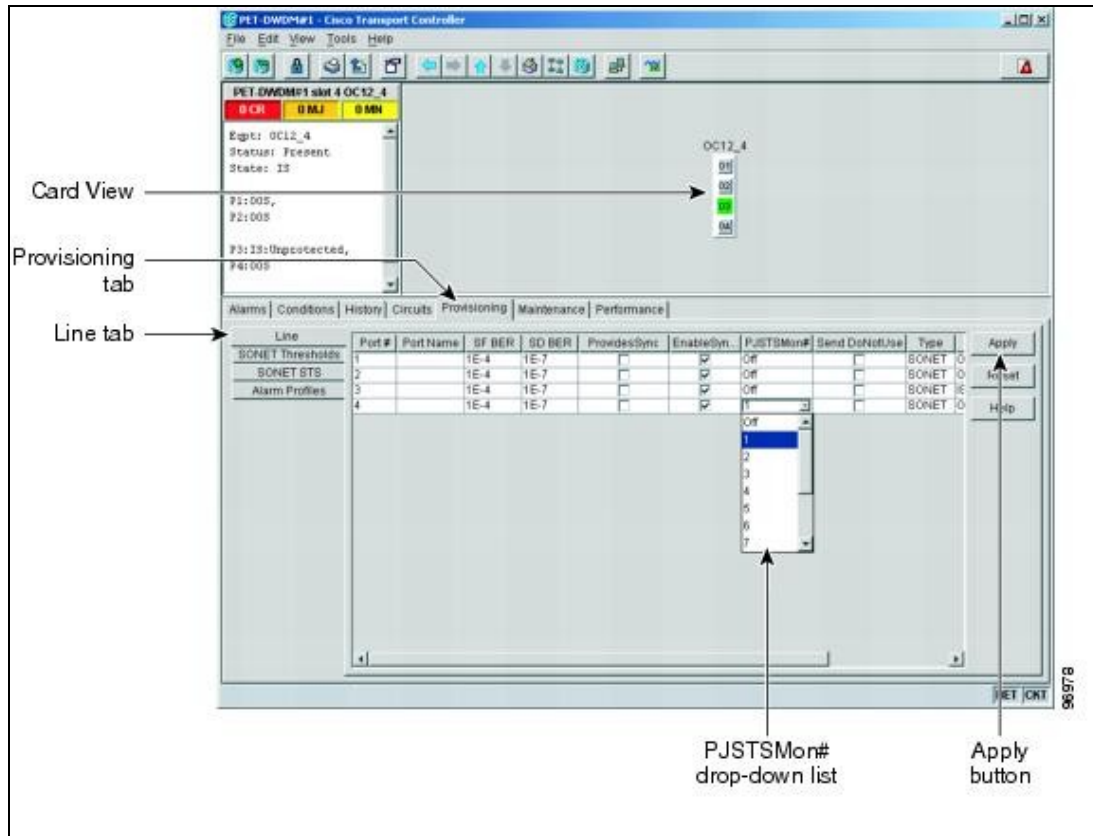 PET-DWDM#1 - Cisco Transport Controller
File Edit View Tools Help
PET-DWDM#1 slot 4 OC12_4
0 CR 0 MJ 0 MN
Eqpt: OC12_4
Status: Present
State: IS
P1:OOS,
P2:OOS
P3:IS:Unprotected,
P4:OOS
OC12_4
01
02
03
04
Card View
Provisioning
tab
Line tab
Alarms Conditions History Circuits Provisioning Maintenance Performance
Line
SONET Thresholds
SONET STS
Alarm Profiles
Port # Port Name SF BER SD BER ProvidesSync EnableSyn... PJSTSMon# Send DoNotUse Type
1 1E-4 1E-7 Off SONET O
2 1E-4 1E-7 Off SONET O
3 1E-4 1E-7 Off SONET
4 1E-4 1E-7 1 SONET O
Off
1
2
3
4
5
6
7
Apply
Reset
Help
NET CKT
96978
PJSTSMon#
drop-down list
Apply
button